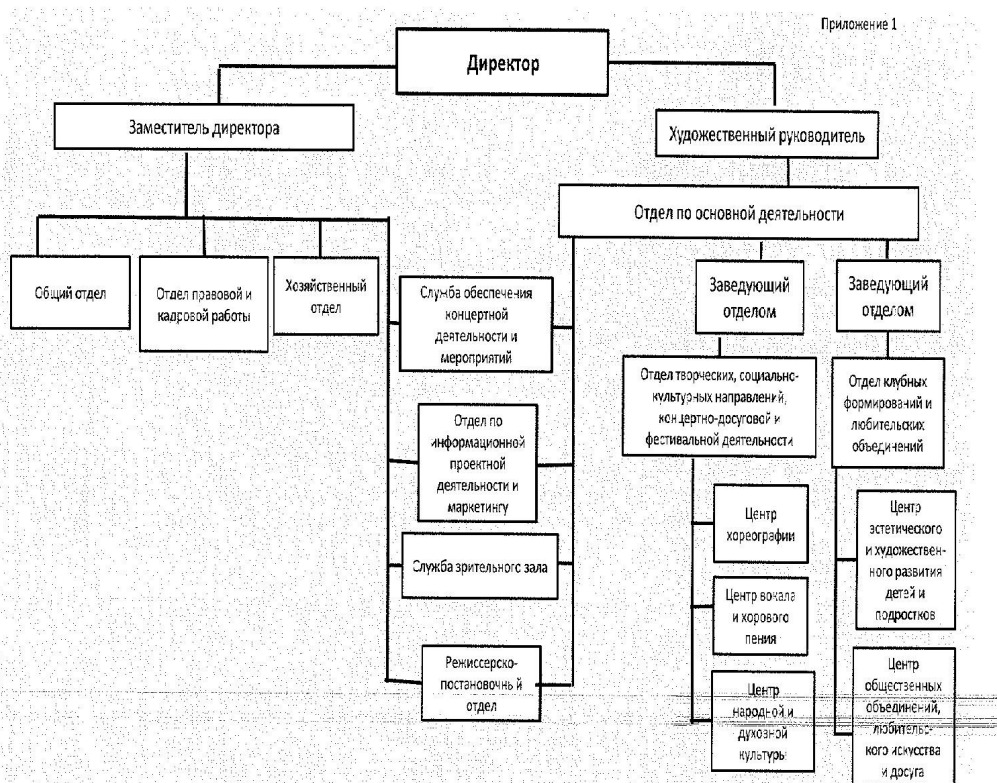 Приложение 1
Директор
Заместитель директора
Художественный руководитель
Отдел по основной деятельности
Общий отдел
Отдел правовой и
кадровой работы
Хозяйственный
отдел
Служба обеспечения
концертной
деятельности и
мероприятий
Заведующий
отделом
Заведующий
отделом
Отдел творческих, социально-
культурных направлений,
концертно-досуговой и
фестивальной деятельности
Отдел клубных
формирований и
любительских
объединений
Отдел по
информационной
проектной
деятельности и
маркетингу
Служба зрительного зала
Режиссерско-
постановочный
отдел
Центр
хореографии
Центр вокала
и хорового
пения
Центр
народной и
духовной
культуры
Центр
эстетического
и художествен-
ного развития
детей и
подростков
Центр
общественных
объединений,
любительс-
кого искусства
и досуга